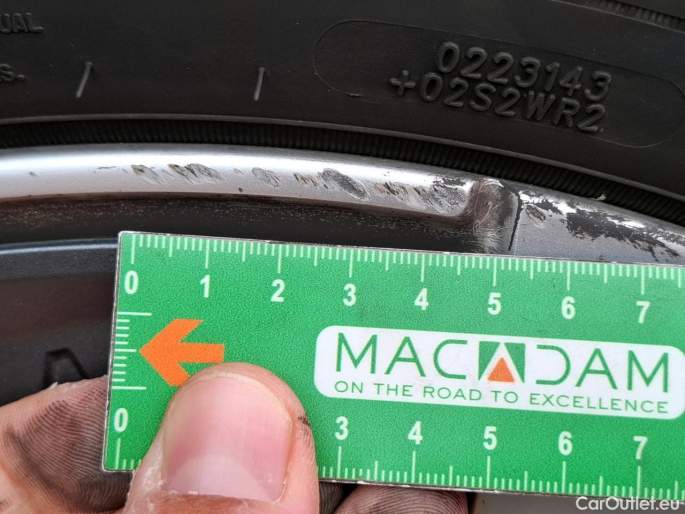 UAL
s.
0223143
+02S2WR2
0 1 2 3 4 5 6 7
MACADAM
ON THE ROAD TO EXCELLENCE
0 3 4 5 6 7
CarOutlet.eu